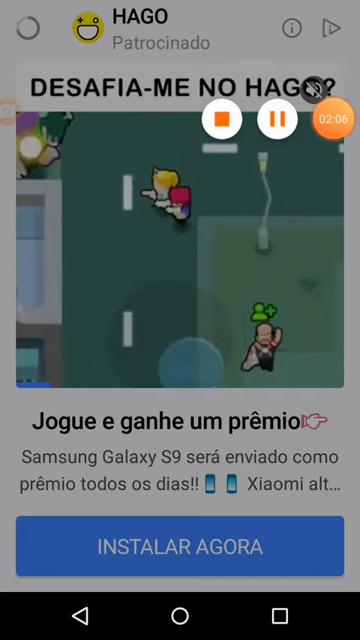 HAGO
Patrocinado
DESAFIA-ME NO HAGO?
02:06
Jogue e ganhe um prêmio
Samsung Galaxy S9 será enviado como
prêmio todos os dias!! Xiaomi alt...
INSTALAR AGORA